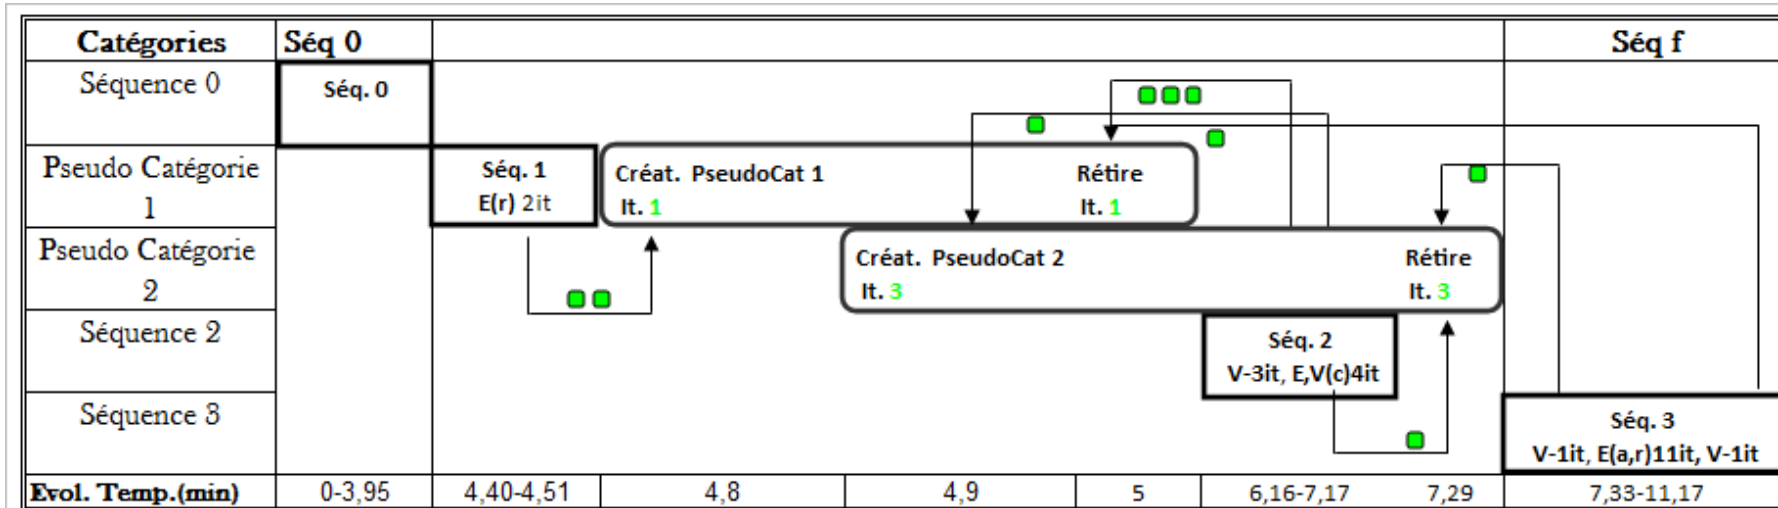 Catégories Séq 0 Séq f
Séquence 0
Séq. 0
Pseudo Catégorie
1
Séq. 1
E(r) 2it
Créat. PseudoCat 1 Rétire
It. 1 It. 1
Pseudo Catégorie
2
Créat. PseudoCat 2 Rétire
It. 3 It. 3
Séquence 2
Séq. 2
V-3it, E,V(c)4it
Séquence 3
Séq. 3
V-1it, E(a,r)11it, V-1it
Evol. Temp.(min) 0-3,95 4,40-4,51 4,8 4,9 5 6,16-7,17 7,29 7,33-11,17